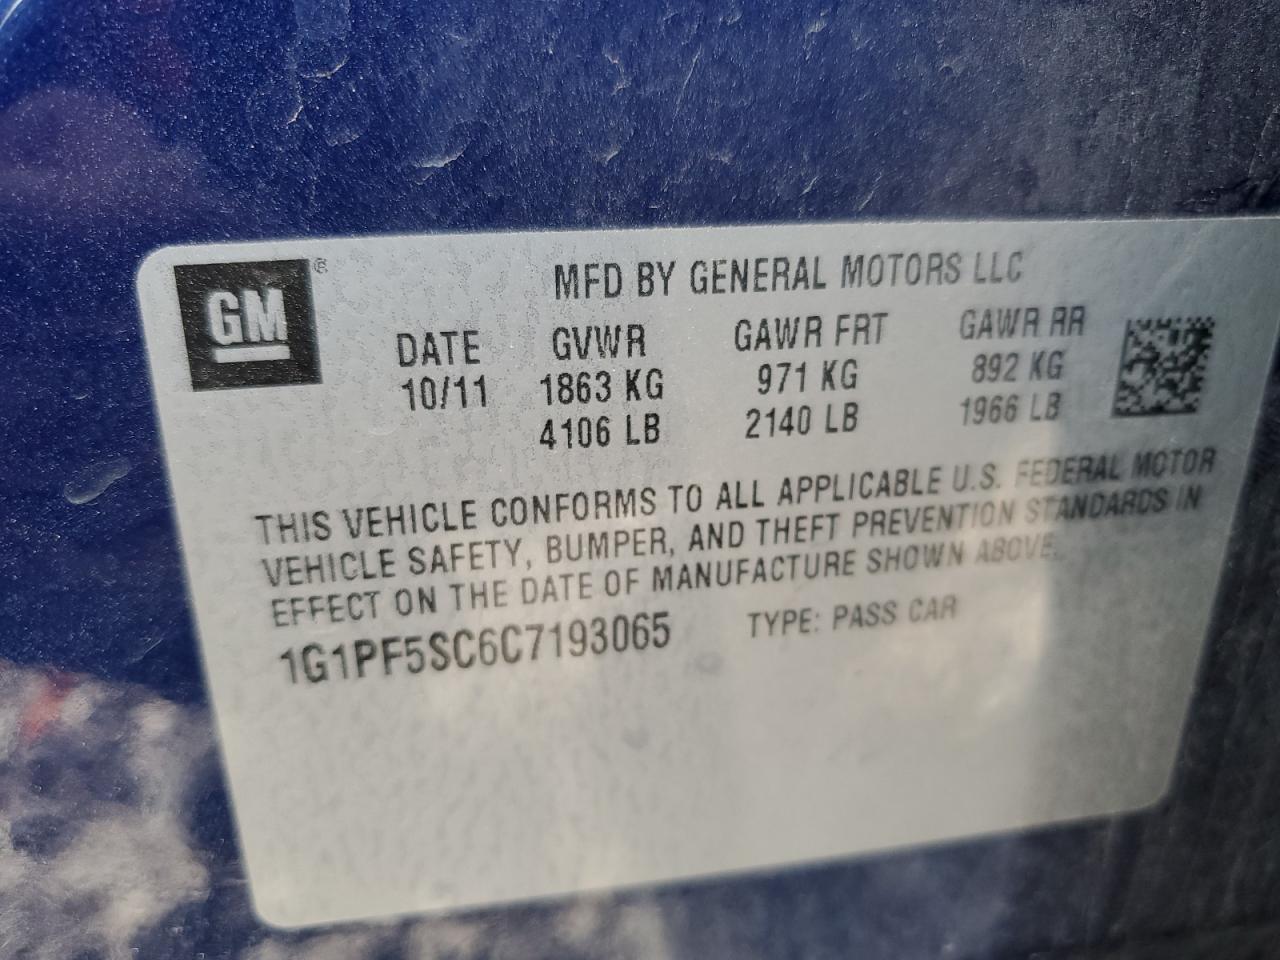 GM ®
MFD BY GENERAL MOTORS LLC
DATE GVWR GAWR FRT GAWR RR
10/11 1863 KG 971 KG 892 KG
4106 LB 2140 LB 1966 LB
THIS VEHICLE CONFORMS TO ALL APPLICABLE U.S. FEDERAL MOTOR
VEHICLE SAFETY, BUMPER, AND THEFT PREVENTION STANDARDS IN
EFFECT ON THE DATE OF MANUFACTURE SHOWN ABOVE.
1G1PF5SC6C7193065 TYPE: PASS CAR